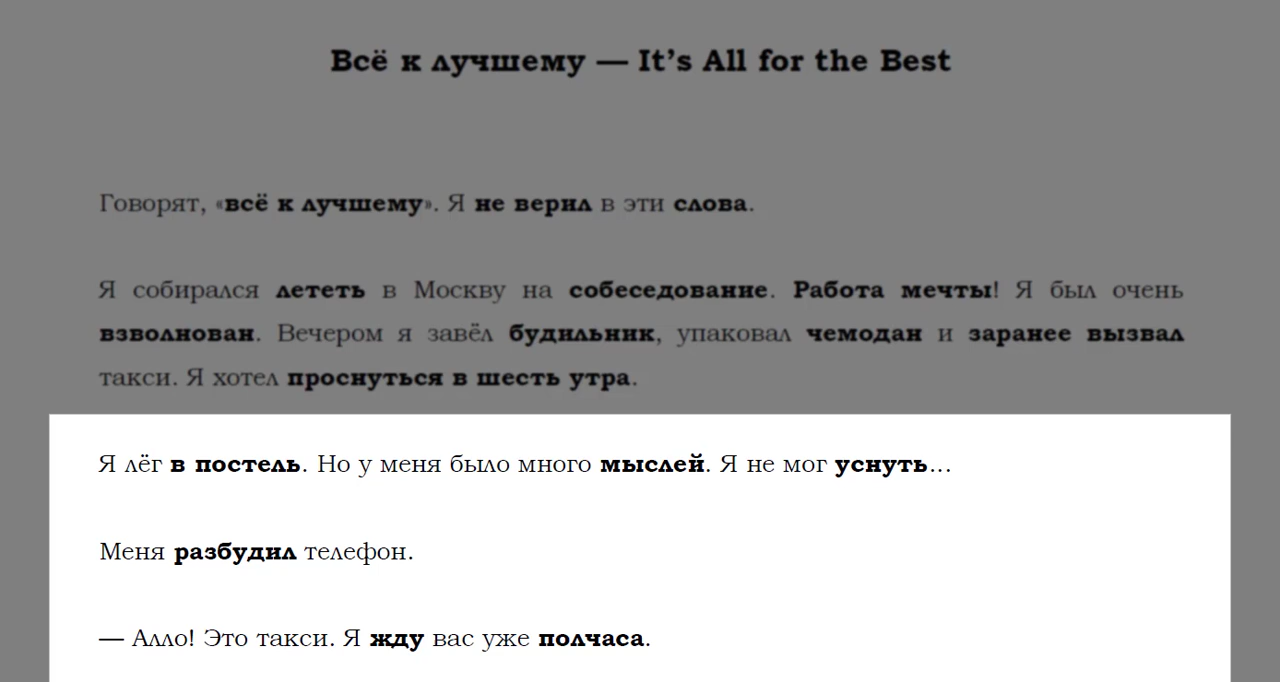 Всё к лучшему — It’s All for the Best
Говорят, «всё к лучшему». Я не верил в эти слова.
Я собирался лететь в Москву на собеседование. Работа мечты! Я был очень
взволнован. Вечером я завёл будильник, упаковал чемодан и заранее вызвал
такси. Я хотел проснуться в шесть утра.
Я лёг в постель. Но у меня было много мыслей. Я не мог уснуть...
Меня разбудил телефон.
— Алло! Это такси. Я жду вас уже полчаса.